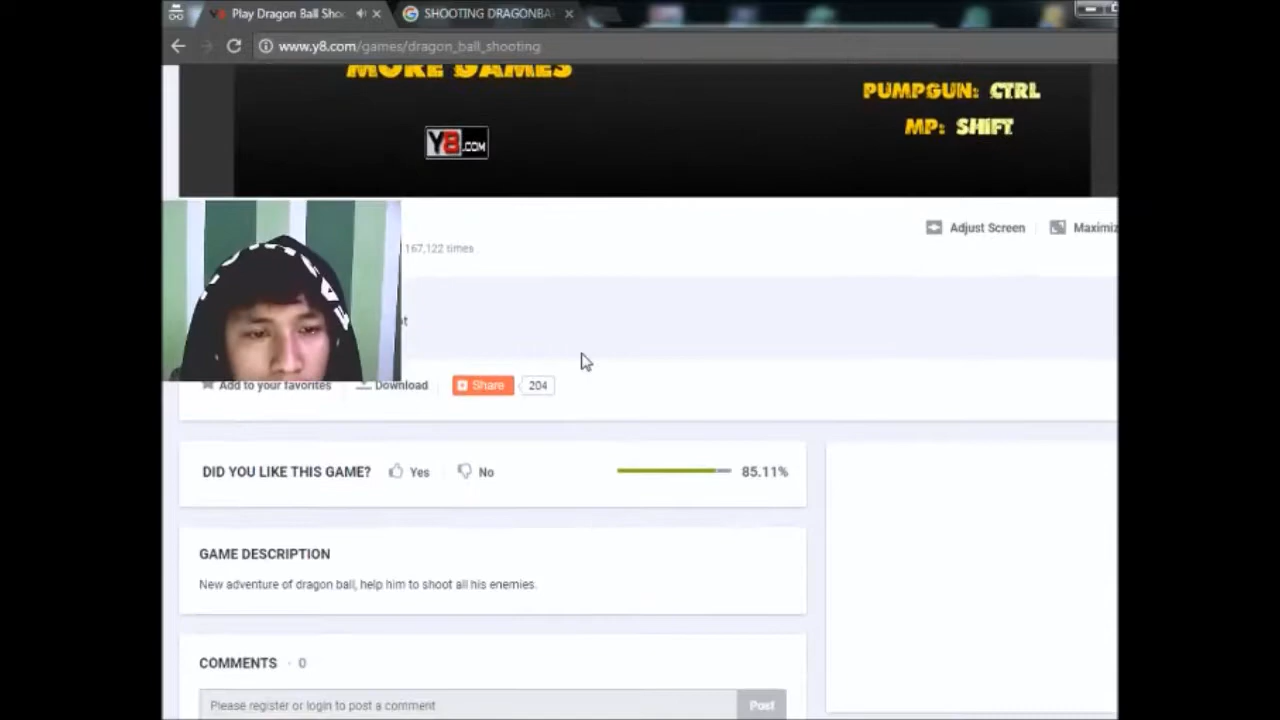 Play Dragon Ball Shoo
SHOOTING DRAGONBA
www.y8.com/games/dragon_ball_shooting
MORE GAMES
PUMPGUN: CTRL
MP: SHIFT
Y8.COM
167,122 times
Adjust Screen
Maximiz
Add to your favorites
Download
Share
204
DID YOU LIKE THIS GAME?
Yes
No
85.11%
GAME DESCRIPTION
New adventure of dragon ball, help him to shoot all his enemies.
COMMENTS · 0
Please register or login to post a comment
Post